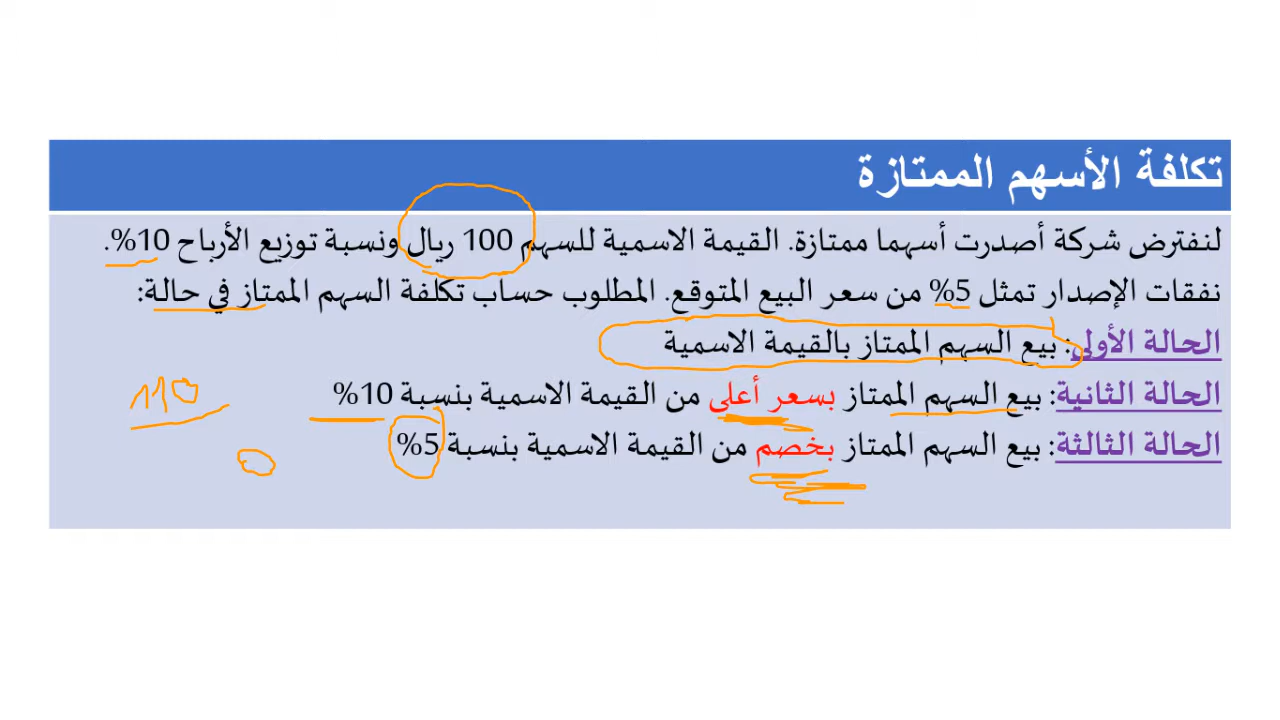 تكلفة الأسهم الممتازة
لنفترض شركة أصدرت أسهما ممتازة. القيمة الاسمية للسهم 100 ريال ونسبة توزيع الأرباح 10%.
نفقات الإصدار تمثل 5% من سعر البيع المتوقع. المطلوب حساب تكلفة السهم الممتاز في حالة:
الحالة الأولى: بيع السهم الممتاز بالقيمة الاسمية
الحالة الثانية: بيع السهم الممتاز بسعر أعلى من القيمة الاسمية بنسبة 10%
110
الحالة الثالثة: بيع السهم الممتاز بخصم من القيمة الاسمية بنسبة 5%